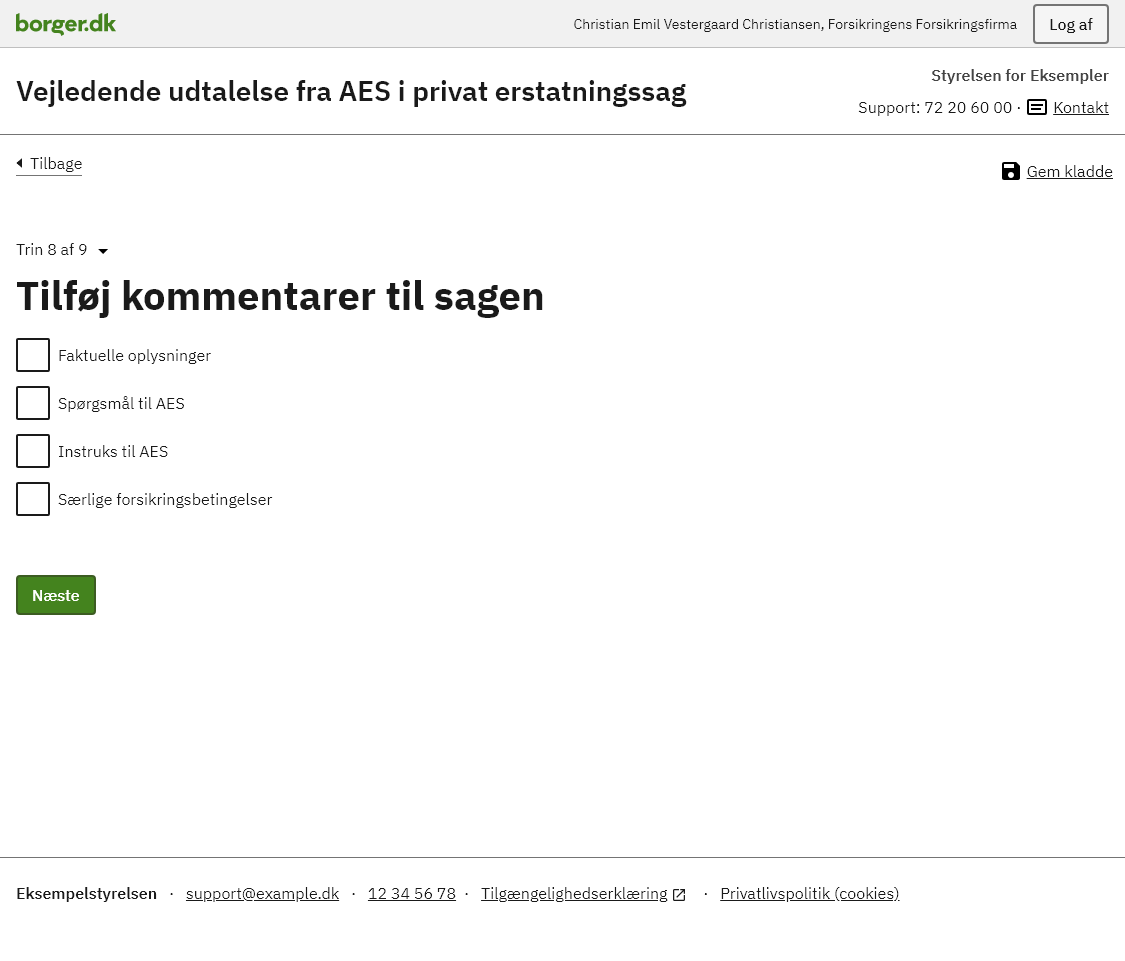 borger.dk
Christian Emil Vestergaard Christiansen, Forsikringens Forsikringsfirma
Log af
Vejledende udtalelse fra AES i privat erstatningssag
Styrelsen for Eksempler
Support: 72 20 60 00 · Kontakt
Tilbage
Gem kladde
Trin 8 af 9
Tilføj kommentarer til sagen
Faktuelle oplysninger
Spørgsmål til AES
Instruks til AES
Særlige forsikringsbetingelser
Næste
Eksempelstyrelsen · support@example.dk · 12 34 56 78 · Tilgængelighedserklæring · Privatlivspolitik (cookies)